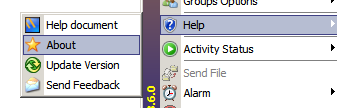 Groups Options
Help
Activity Status
Send File
Alarm
Help document
About
Update Version
Send Feedback
.6.0